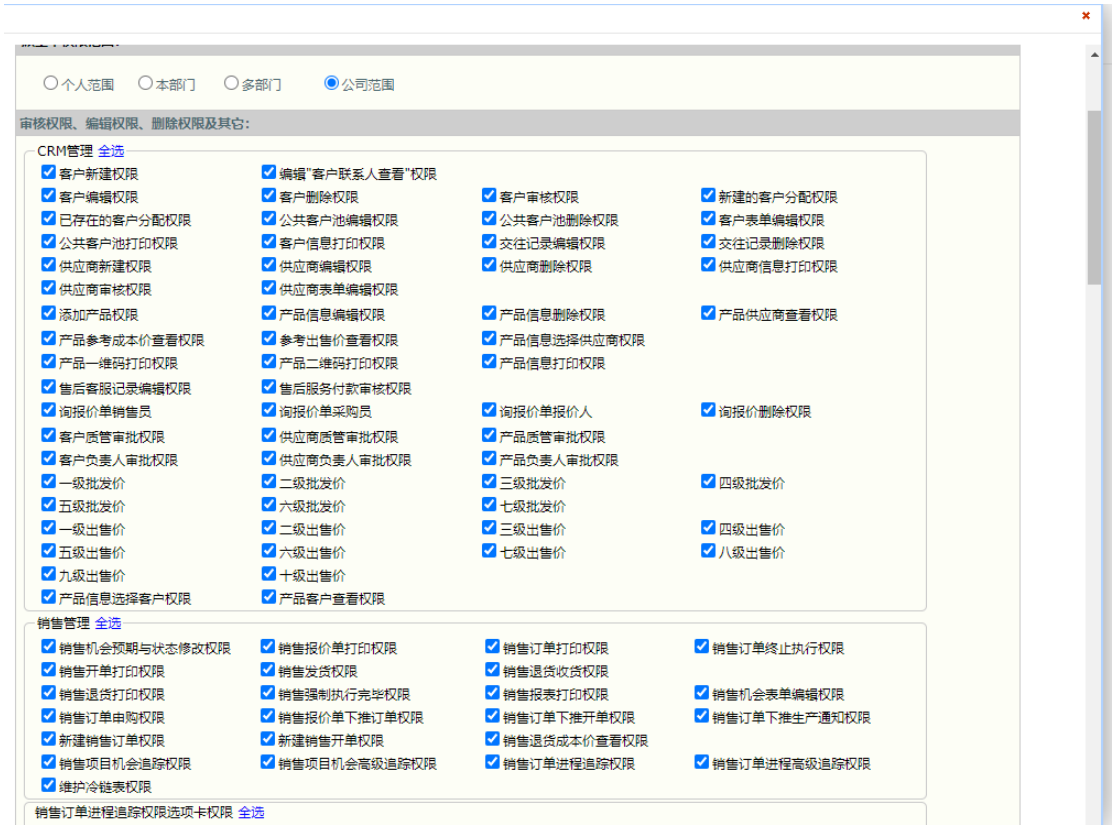 个人范围 本部门 多部门 公司范围
审核权限、编辑权限、删除权限及其它:
CRM管理 全选
客户新建权限 编辑"客户联系人查看"权限
客户编辑权限 客户删除权限 客户审核权限 新建的客户分配权限
已存在的客户分配权限 公共客户池编辑权限 公共客户池删除权限 客户表单编辑权限
公共客户池打印权限 客户信息打印权限 交往记录编辑权限 交往记录删除权限
供应商新建权限 供应商编辑权限 供应商删除权限 供应商信息打印权限
供应商审核权限 供应商表单编辑权限
添加产品权限 产品信息编辑权限 产品信息删除权限 产品供应商查看权限
产品参考成本价查看权限 参考出售价查看权限 产品信息选择供应商权限
产品一维码打印权限 产品二维码打印权限 产品信息打印权限
售后客服记录编辑权限 售后服务付款审核权限
询报价单销售员 询报价单采购员 询报价单报价人 询报价删除权限
客户质管审批权限 供应商质管审批权限 产品质管审批权限
客户负责人审批权限 供应商负责人审批权限 产品负责人审批权限
一级批发价 二级批发价 三级批发价 四级批发价
五级批发价 六级批发价 七级批发价
一级出售价 二级出售价 三级出售价 四级出售价
五级出售价 六级出售价 七级出售价 八级出售价
九级出售价 十级出售价
产品信息选择客户权限 产品客户查看权限
销售管理 全选
销售机会预期与状态修改权限 销售报价单打印权限 销售订单打印权限 销售订单终止执行权限
销售开单打印权限 销售发货权限 销售退货收货权限
销售退货打印权限 销售强制执行完毕权限 销售报表打印权限 销售机会表单编辑权限
销售订单申购权限 销售报价单下推订单权限 销售订单下推开单权限 销售订单下推生产通知权限
新建销售订单权限 新建销售开单权限 销售退货成本价查看权限
销售项目机会追踪权限 销售项目机会高级追踪权限 销售订单进程追踪权限 销售订单进程高级追踪权限
维护冷链表权限
销售订单进程追踪权限选项卡权限 全选